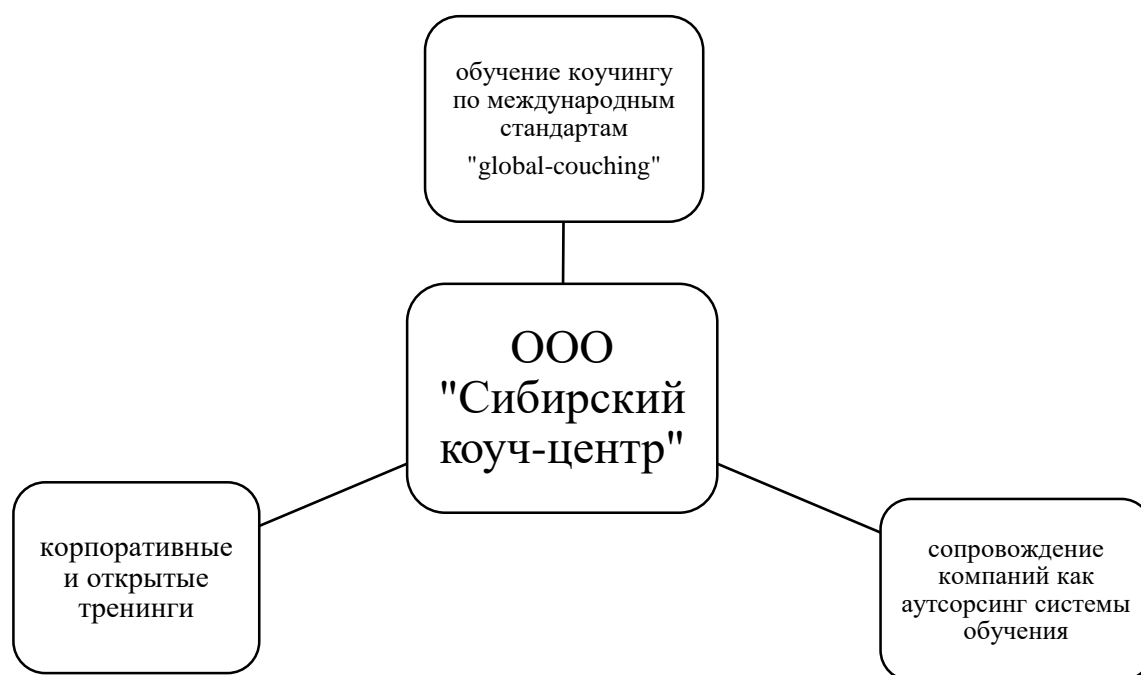 обучение коучингу
по международным
стандартам
"global-couching"
ООО
"Сибирский
коуч-центр"
корпоративные
и открытые
тренинги
сопровождение
компаний как
аутсорсинг системы
обучения